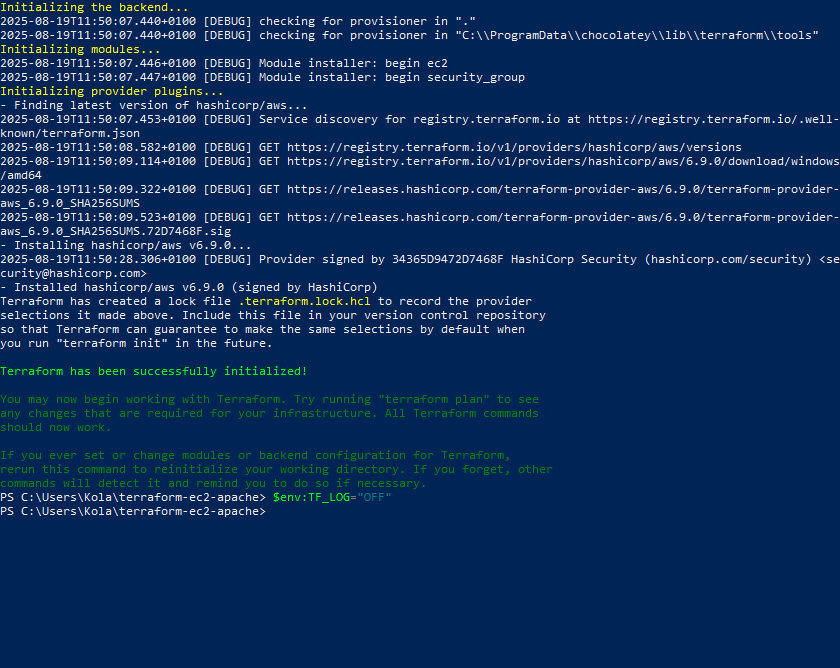 Initializing the backend...
2025-08-19T11:50:07.440+0100 [DEBUG] checking for provisioner in "."
2025-08-19T11:50:07.440+0100 [DEBUG] checking for provisioner in "C:\\ProgramData\\chocolatey\\lib\\terraform\\tools"
Initializing modules...
2025-08-19T11:50:07.446+0100 [DEBUG] Module installer: begin ec2
2025-08-19T11:50:07.447+0100 [DEBUG] Module installer: begin security_group
Initializing provider plugins...
- Finding latest version of hashicorp/aws...
2025-08-19T11:50:07.453+0100 [DEBUG] Service discovery for registry.terraform.io at https://registry.terraform.io/.well-
known/terraform.json
2025-08-19T11:50:08.582+0100 [DEBUG] GET https://registry.terraform.io/v1/providers/hashicorp/aws/versions
2025-08-19T11:50:09.114+0100 [DEBUG] GET https://registry.terraform.io/v1/providers/hashicorp/aws/6.9.0/download/windows
/amd64
2025-08-19T11:50:09.322+0100 [DEBUG] GET https://releases.hashicorp.com/terraform-provider-aws/6.9.0/terraform-provider-
aws_6.9.0_SHA256SUMS
2025-08-19T11:50:09.523+0100 [DEBUG] GET https://releases.hashicorp.com/terraform-provider-aws/6.9.0/terraform-provider-
aws_6.9.0_SHA256SUMS.72D7468F.sig
- Installing hashicorp/aws v6.9.0...
2025-08-19T11:50:28.306+0100 [DEBUG] Provider signed by 34365D9472D7468F HashiCorp Security (hashicorp.com/security) <se
curity@hashicorp.com>
- Installed hashicorp/aws v6.9.0 (signed by HashiCorp)
Terraform has created a lock file .terraform.lock.hcl to record the provider
selections it made above. Include this file in your version control repository
so that Terraform can guarantee to make the same selections by default when
you run "terraform init" in the future.
Terraform has been successfully initialized!
You may now begin working with Terraform. Try running "terraform plan" to see
any changes that are required for your infrastructure. All Terraform commands
should now work.
If you ever set or change modules or backend configuration for Terraform,
rerun this command to reinitialize your working directory. If you forget, other
commands will detect it and remind you to do so if necessary.
PS C:\Users\Kola\terraform-ec2-apache> $env:TF_LOG="OFF"
PS C:\Users\Kola\terraform-ec2-apache>